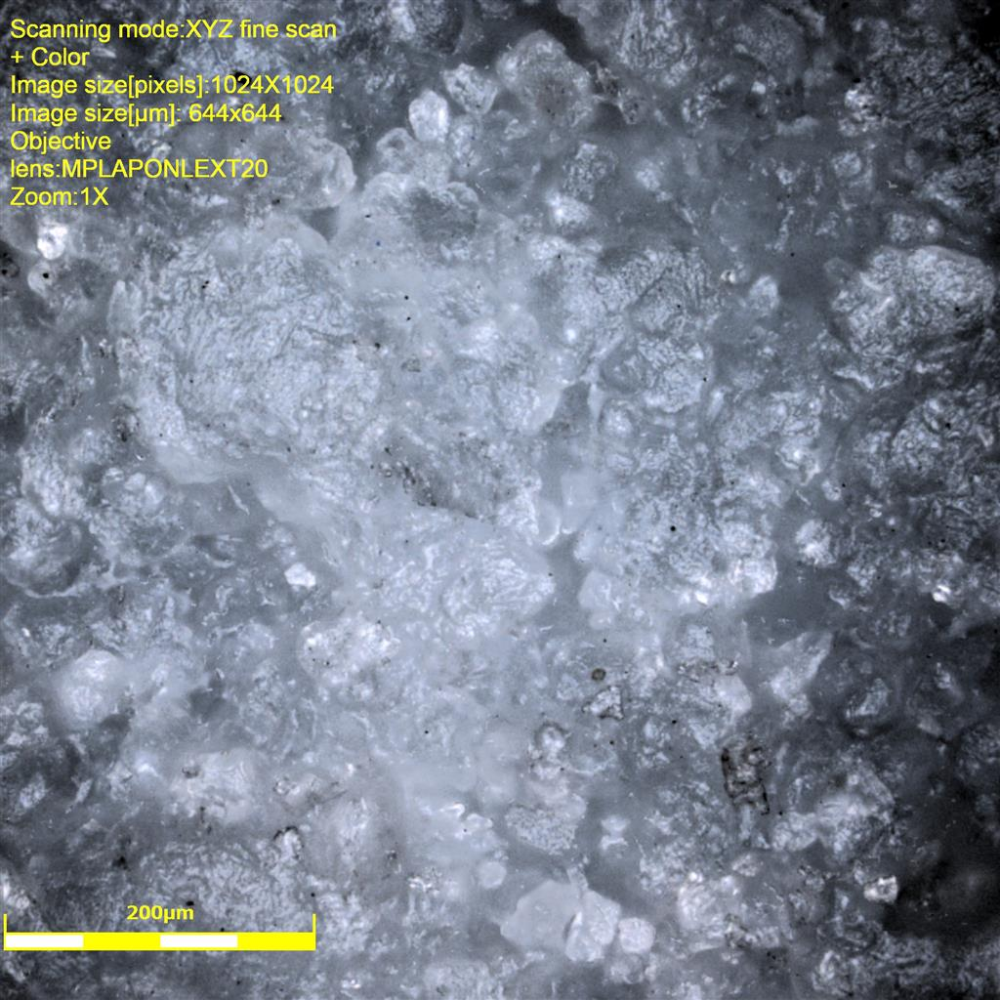 Scanning mode:XYZ fine scan
+ Color
Image size[pixels]:1024X1024
Image size[µm]: 644x644
Objective
lens:MPLAPONLEXT20
Zoom:1X
200µm